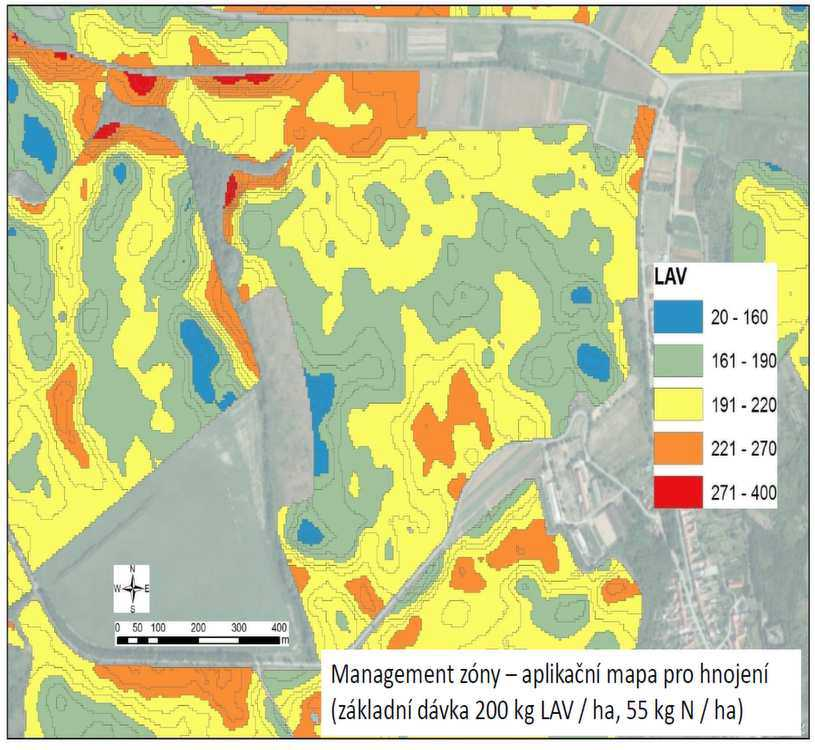 LAV
20 - 160
161 - 190
191 - 220
221 - 270
271 - 400
N
W E
S
0 50 100 200 300 400
m
Management zóny – aplikační mapa pro hnojení
(základní dávka 200 kg LAV / ha, 55 kg N / ha)